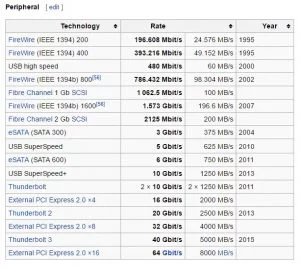 Peripheral [ edit ]
Technology Rate Year
FireWire (IEEE 1394) 200 196.608 Mbit/s 24.576 MB/s 1995
FireWire (IEEE 1394) 400 393.216 Mbit/s 49.152 MB/s 1995
USB high speed 480 Mbit/s 60 MB/s 2000
FireWire (IEEE 1394b) 800[56] 786.432 Mbit/s 98.304 MB/s 2002
Fibre Channel 1 Gb SCSI 1 062.5 Mbit/s 100 MB/s
FireWire (IEEE 1394b) 1600[56] 1.573 Gbit/s 196.6 MB/s 2007
Fibre Channel 2 Gb SCSI 2125 Mbit/s 200 MB/s
eSATA (SATA 300) 3 Gbit/s 375 MB/s 2004
USB SuperSpeed 5 Gbit/s 625 MB/s 2010
eSATA (SATA 600) 6 Gbit/s 750 MB/s 2011
USB SuperSpeed+ 10 Gbit/s 1250 MB/s 2013
Thunderbolt 2 × 10 Gbit/s 2 × 1250 MB/s 2011
External PCI Express 2.0 ×4 16 Gbit/s 2000 MB/s
Thunderbolt 2 20 Gbit/s 2500 MB/s 2013
External PCI Express 2.0 ×8 32 Gbit/s 4000 MB/s
Thunderbolt 3 40 Gbit/s 5000 MB/s 2015
External PCI Express 2.0 ×16 64 Gbit/s 8000 MB/s